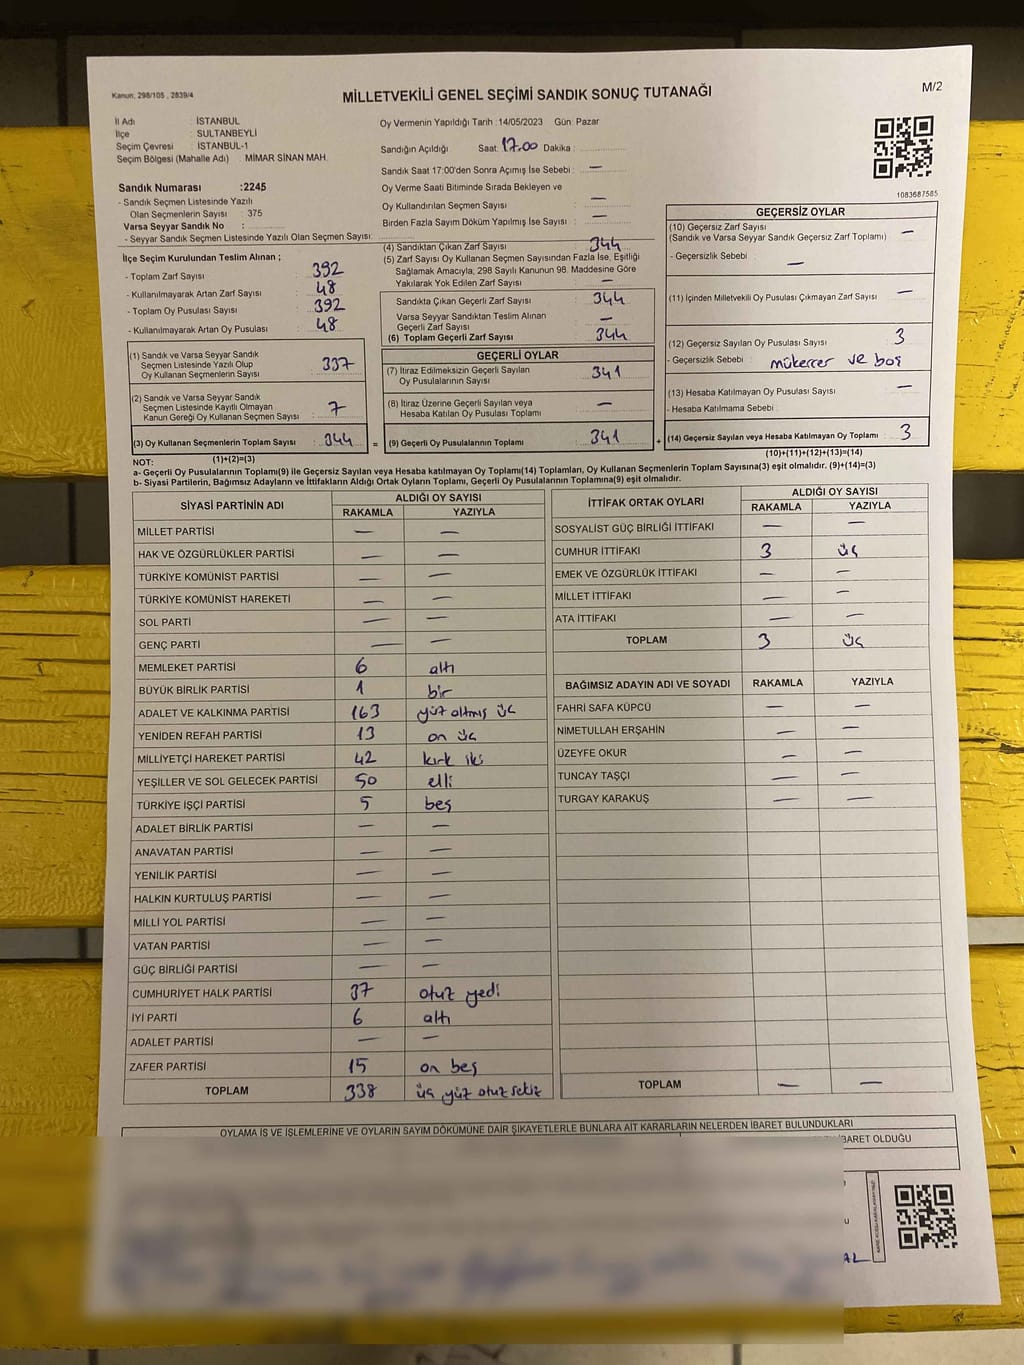 Kanun; 298/105 , 2839/4
MİLLETVEKİLİ GENEL SEÇİMİ SANDIK SONUÇ TUTANAĞI
M/2
İl Adı : İSTANBUL
İlçe : SULTANBEYLİ
Seçim Çevresi : İSTANBUL-1
Seçim Bölgesi (Mahalle Adı) : MİMAR SİNAN MAH.
Sandık Numarası :2245
- Sandık Seçmen Listesinde Yazılı
Olan Seçmenlerin Sayısı : 375
Varsa Seyyar Sandık No :
- Seyyar Sandık Seçmen Listesinde Yazılı Olan Seçmen Sayısı:
Oy Vermenin Yapıldığı Tarih :14/05/2023 Gün: Pazar
Sandığın Açıldığı Saat: 17.00 Dakika :
Sandık Saat 17:00'den Sonra Açımış İse Sebebi : —
Oy Verme Saati Bitiminde Sırada Bekleyen ve
Oy Kullandırılan Seçmen Sayısı : —
Birden Fazla Sayım Döküm Yapılmış İse Sayısı : —
1083687585
İlçe Seçim Kurulundan Teslim Alınan ;
- Toplam Zarf Sayısı : 392
- Kullanılmayarak Artan Zarf Sayısı : 48
- Toplam Oy Pusulası Sayısı : 392
- Kullanılmayarak Artan Oy Pusulası : 48
(1) Sandık ve Varsa Seyyar Sandık
Seçmen Listesinde Yazılı Olup
Oy Kullanan Seçmenlerin Sayısı : 337
(2) Sandık ve Varsa Seyyar Sandık
Seçmen Listesinde Kayıtlı Olmayan
Kanun Gereği Oy Kullanan Seçmen Sayısı : 7
(3) Oy Kullanan Seçmenlerin Toplam Sayısı : 344 =
(1)+(2)=(3)
(4) Sandıktan Çıkan Zarf Sayısı : 344
(5) Zarf Sayısı Oy Kullanan Seçmen Sayısından Fazla İse, Eşitliği
Sağlamak Amacıyla, 298 Sayılı Kanunun 98. Maddesine Göre
Yakılarak Yok Edilen Zarf Sayısı : —
Sandıkta Çıkan Geçerli Zarf Sayısı : 344
Varsa Seyyar Sandıktan Teslim Alınan
Geçerli Zarf Sayısı : —
(6) Toplam Geçerli Zarf Sayısı : 344
GEÇERLİ OYLAR
(7) İtiraz Edilmeksizin Geçerli Sayılan
Oy Pusulalarının Sayısı : 341
(8) İtiraz Üzerine Geçerli Sayılan veya
Hesaba Katılan Oy Pusulası Toplamı : —
(9) Geçerli Oy Pusulalarının Toplamı : 341 +
GEÇERSİZ OYLAR
(10) Geçersiz Zarf Sayısı : —
(Sandık ve Varsa Seyyar Sandık Geçersiz Zarf Toplamı)
- Geçersizlik Sebebi : —
(11) İçinden Milletvekili Oy Pusulası Çıkmayan Zarf Sayısı : —
(12) Geçersiz Sayılan Oy Pusulası Sayısı : 3
- Geçersizlik Sebebi : mükerrer ve boş
(13) Hesaba Katılmayan Oy Pusulası Sayısı : —
- Hesaba Katılmama Sebebi :
(14) Geçersiz Sayılan veya Hesaba Katılmayan Oy Toplamı : 3
(10)+(11)+(12)+(13)=(14)
NOT:
a- Geçerli Oy Pusulalarının Toplamı(9) ile Geçersiz Sayılan veya Hesaba katılmayan Oy Toplamı(14) Toplamları, Oy Kullanan Seçmenlerin Toplam Sayısına(3) eşit olmalıdır. (9)+(14)=(3)
b- Siyasi Partilerin, Bağımsız Adayların ve İttifakların Aldığı Ortak Oyların Toplamı, Geçerli Oy Pusulalarının Toplamına(9) eşit olmalıdır.
SİYASİ PARTİNİN ADI ALDIĞI OY SAYISI
RAKAMLA YAZIYLA
MİLLET PARTİSİ — —
HAK VE ÖZGÜRLÜKLER PARTİSİ — —
TÜRKİYE KOMÜNİST PARTİSİ — —
TÜRKİYE KOMÜNİST HAREKETİ — —
SOL PARTİ — —
GENÇ PARTİ — —
MEMLEKET PARTİSİ 6 altı
BÜYÜK BİRLİK PARTİSİ 1 bir
ADALET VE KALKINMA PARTİSİ 163 yüz altmış üç
YENİDEN REFAH PARTİSİ 13 on üç
MİLLİYETÇİ HAREKET PARTİSİ 42 kırk iki
YEŞİLLER VE SOL GELECEK PARTİSİ 50 elli
TÜRKİYE İŞÇİ PARTİSİ 5 beş
ADALET BİRLİK PARTİSİ — —
ANAVATAN PARTİSİ — —
YENİLİK PARTİSİ — —
HALKIN KURTULUŞ PARTİSİ — —
MİLLİ YOL PARTİSİ — —
VATAN PARTİSİ — —
GÜÇ BİRLİĞİ PARTİSİ — —
CUMHURİYET HALK PARTİSİ 37 otuz yedi
İYİ PARTİ 6 altı
ADALET PARTİSİ — —
ZAFER PARTİSİ 15 on beş
TOPLAM 338 üç yüz otuz sekiz
İTTİFAK ORTAK OYLARI ALDIĞI OY SAYISI
RAKAMLA YAZIYLA
SOSYALİST GÜÇ BİRLİĞİ İTTİFAKI — —
CUMHUR İTTİFAKI 3 üç
EMEK VE ÖZGÜRLÜK İTTİFAKI — —
MİLLET İTTİFAKI — —
ATA İTTİFAKI — —
TOPLAM 3 üç
BAĞIMSIZ ADAYIN ADI VE SOYADI RAKAMLA YAZIYLA
FAHRİ SAFA KÜPCÜ — —
NİMETULLAH ERŞAHİN — —
ÜZEYFE OKUR — —
TUNCAY TAŞÇI — —
TURGAY KARAKUŞ — —
TOPLAM — —
OYLAMA İŞ VE İŞLEMLERİNE VE OYLARIN SAYIM DÖKÜMÜNE DAİR ŞİKAYETLERLE BUNLARA AİT KARARLARIN NELERDEN İBARET BULUNDUKLARI
İBARET OLDUĞU